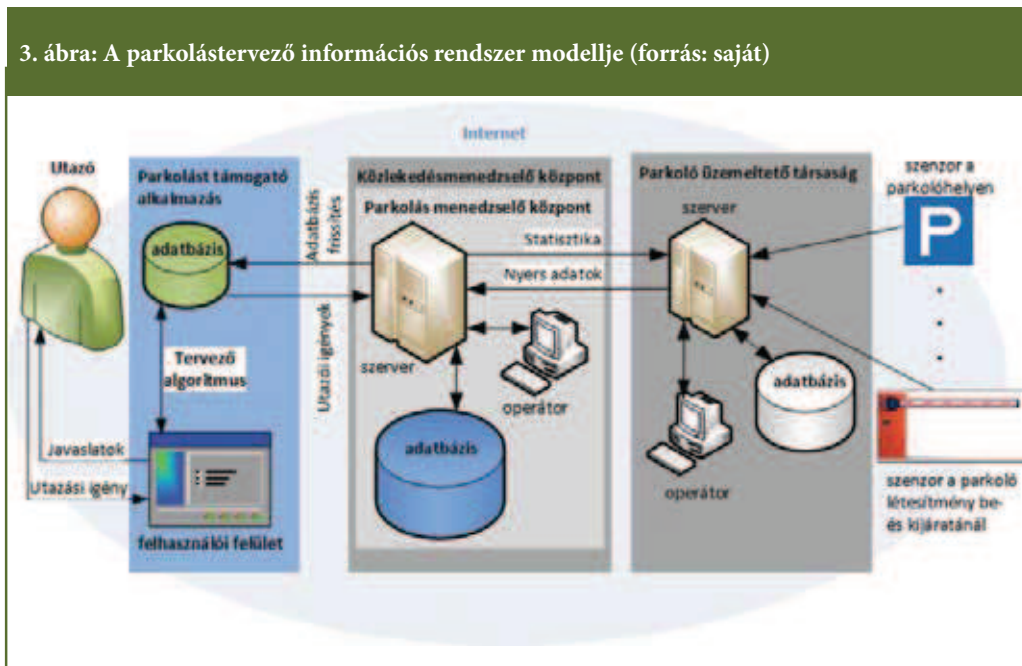 3. ábra: A parkolástervező információs rendszer modellje (forrás: saját)
Internet
Utazó
Parkolást támogató
alkalmazás
adatbázis
Tervező
algoritmus
Javaslatok
Utazási igény
felhasználói felület
Adatbázis
frissítés
Utazói igények
Közlekedésmenedzselő központ
Parkolás menedzselő központ
szerver
operátor
adatbázis
Statisztika
Nyers adatok
Parkoló üzemeltető társaság
szerver
adatbázis
operátor
szenzor a
parkolóhelyen
P
szenzor a parkoló
létesítmény be-
és kijáratánál